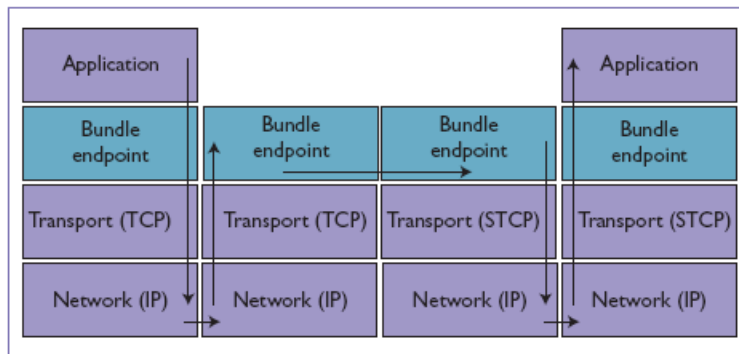 Application
Application
Bundle
endpoint
Bundle
endpoint
Bundle
endpoint
Bundle
endpoint
Transport (TCP)
Transport (TCP)
Transport (STCP)
Transport (STCP)
Network (IP)
Network (IP)
Network (IP)
Network (IP)